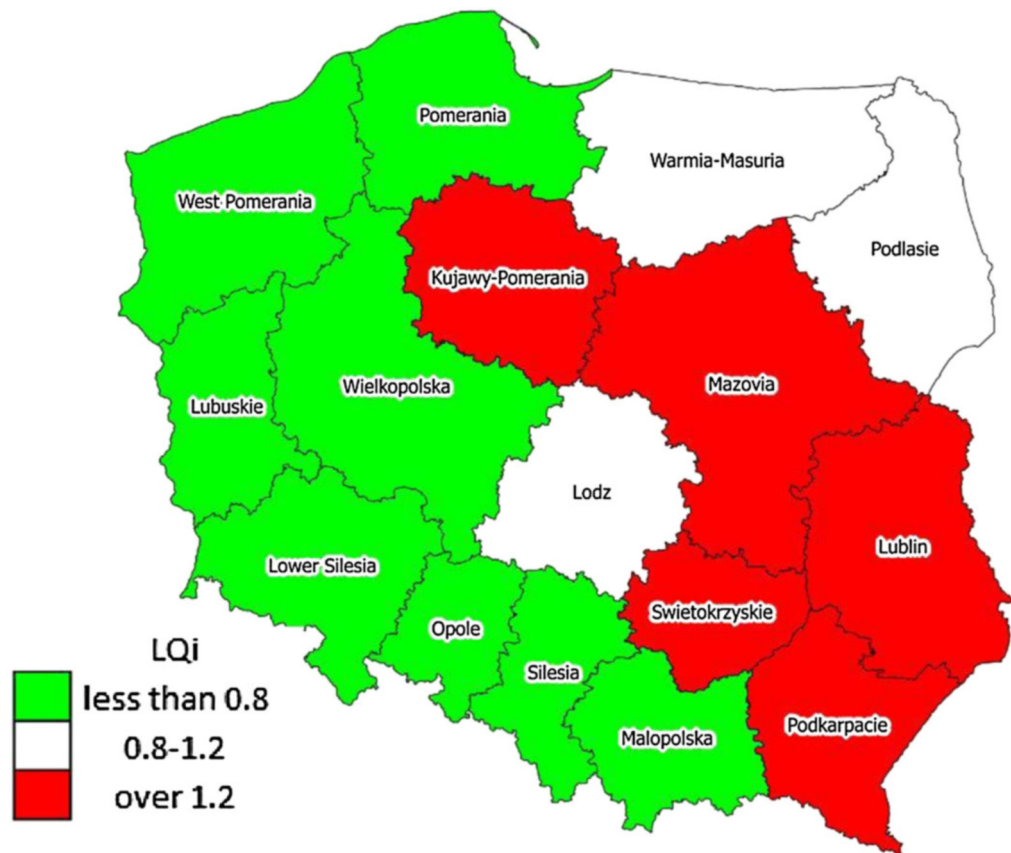 Pomerania
Warmia-Masuria
West Pomerania
Podlasie
Kujawy-Pomerania
Mazovia
Wielkopolska
Lubuskie
Lodz
Lublin
Lower Silesia
Swietokrzyskie
Opole
Silesia
Podkarpacie
Malopolska
LQi
less than 0.8
0.8-1.2
over 1.2